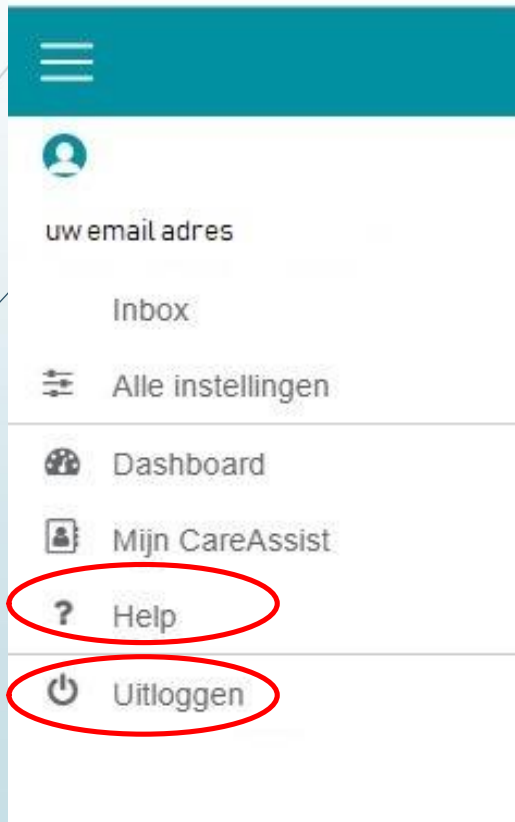 uw email adres
Inbox
Alle instellingen
Dashboard
Mijn CareAssist
? Help
Uitloggen